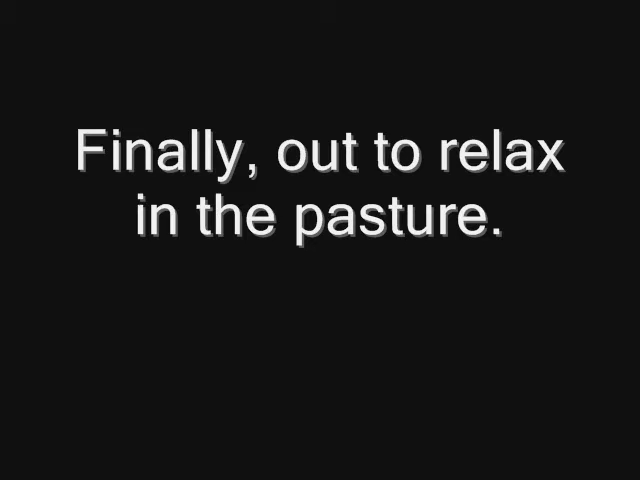 Finally, out to relax
in the pasture.